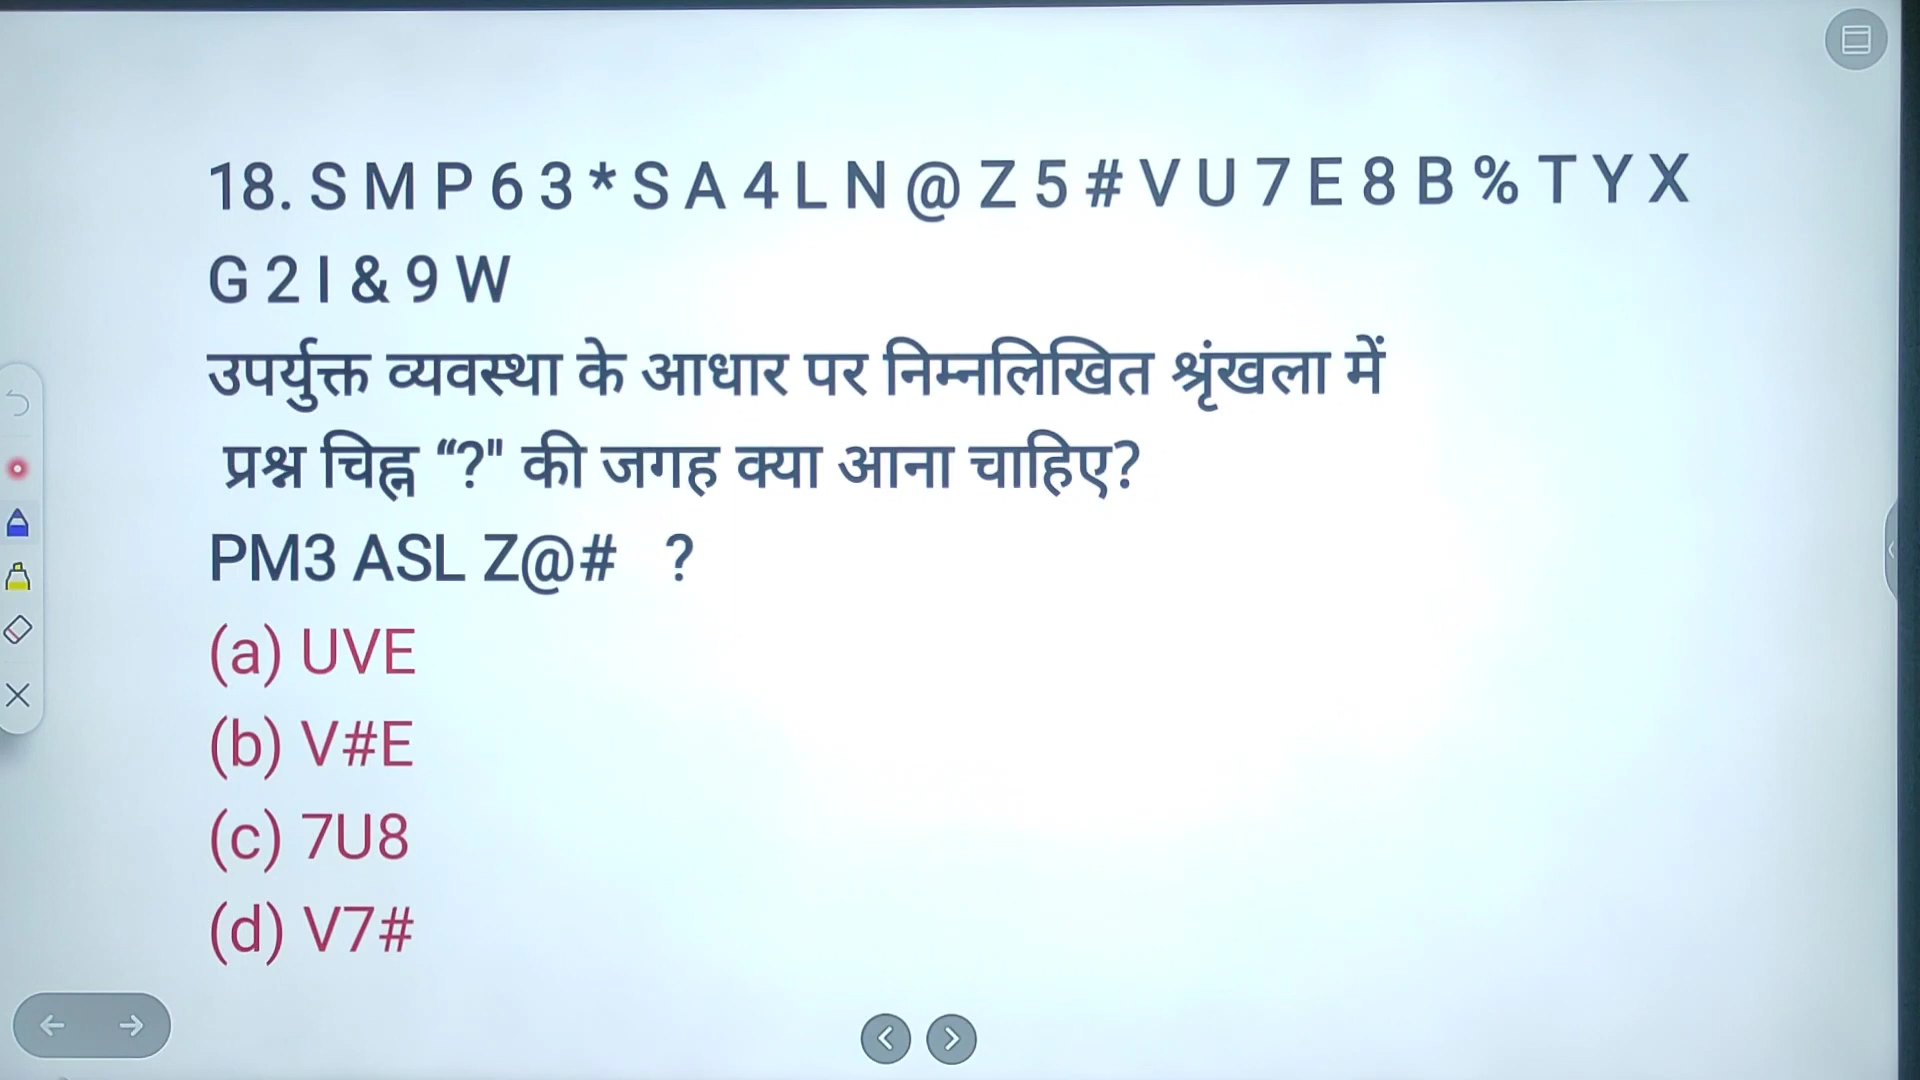 18. S M P 6 3 * S A 4 L N @ Z 5 # V U 7 E 8 B % T Y X
G 2 I & 9 W
उपर्युक्त व्यवस्था के आधार पर निम्नलिखित श्रृंखला में
प्रश्न चिह्न “?" की जगह क्या आना चाहिए?
PM3 ASL Z@# ?
(a) UVE
(b) V#E
(c) 7U8
(d) V7#